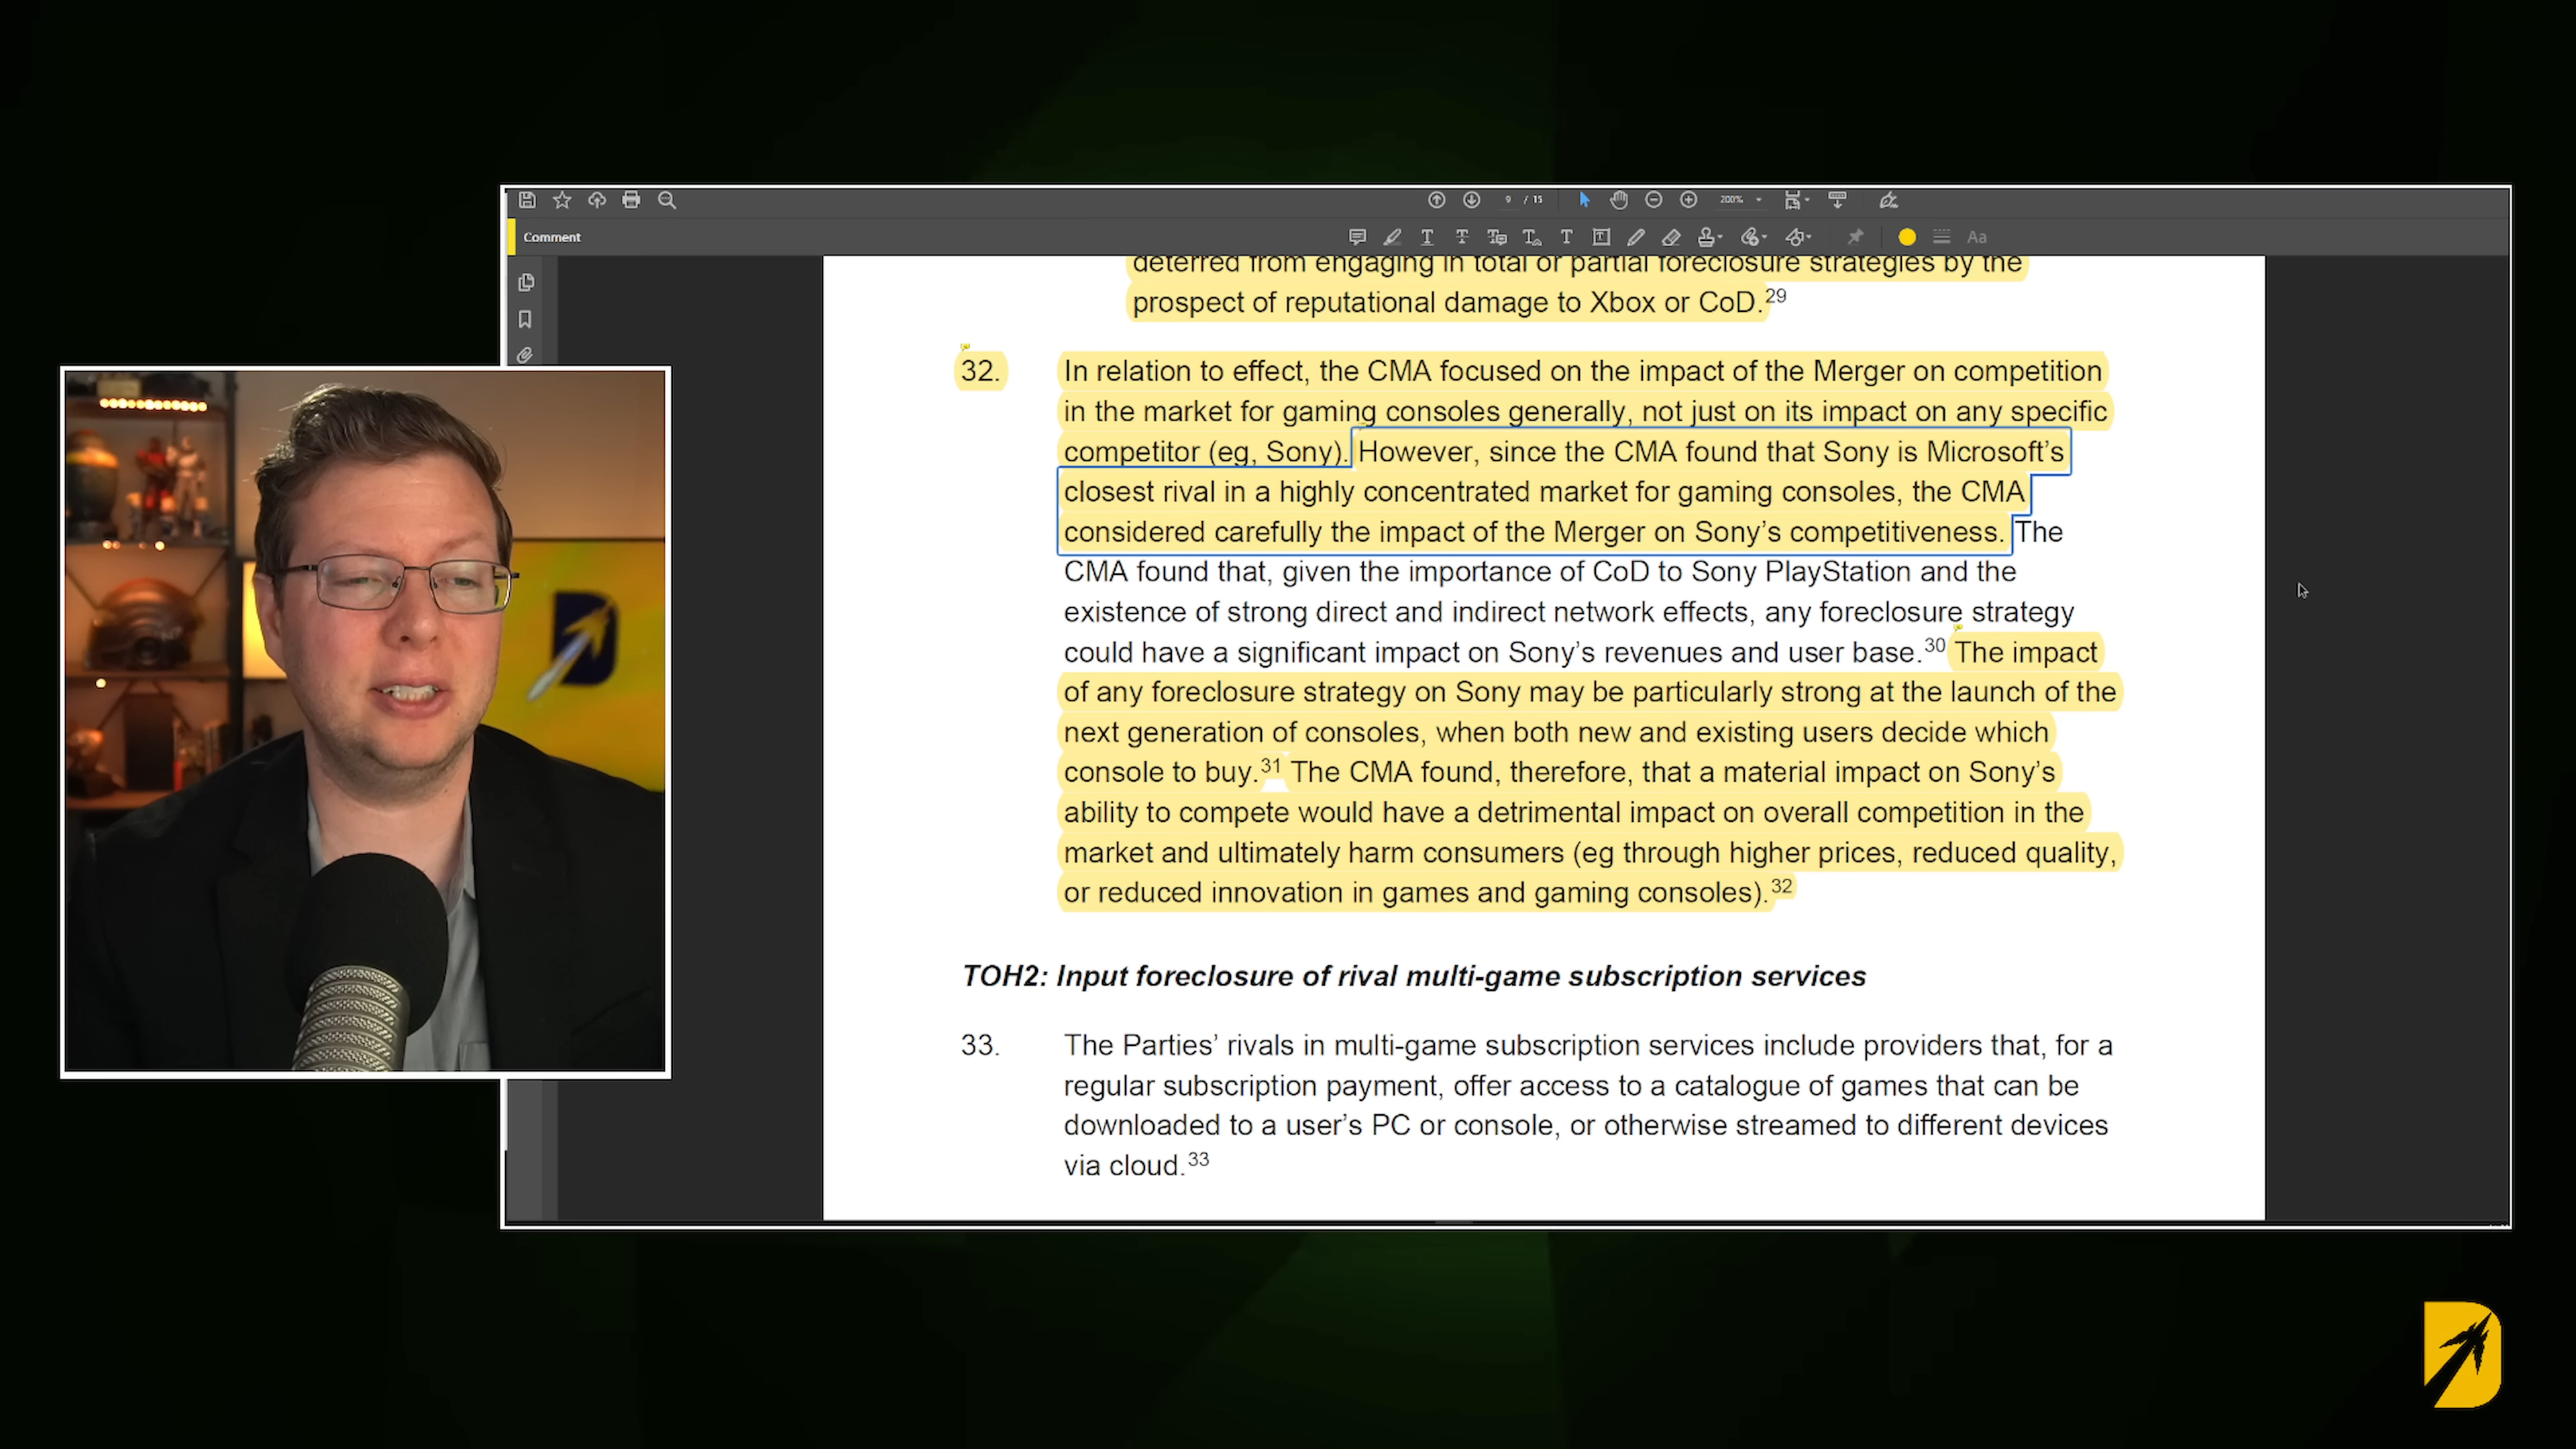 9 / 15
200%
Comment
Aa
deterred from engaging in total or partial foreclosure strategies by the
prospect of reputational damage to Xbox or CoD.29
32. In relation to effect, the CMA focused on the impact of the Merger on competition
in the market for gaming consoles generally, not just on its impact on any specific
competitor (eg, Sony). However, since the CMA found that Sony is Microsoft's
closest rival in a highly concentrated market for gaming consoles, the CMA
considered carefully the impact of the Merger on Sony's competitiveness. The
CMA found that, given the importance of CoD to Sony PlayStation and the
existence of strong direct and indirect network effects, any foreclosure strategy
could have a significant impact on Sony's revenues and user base.30 The impact
of any foreclosure strategy on Sony may be particularly strong at the launch of the
next generation of consoles, when both new and existing users decide which
console to buy.31 The CMA found, therefore, that a material impact on Sony's
ability to compete would have a detrimental impact on overall competition in the
market and ultimately harm consumers (eg through higher prices, reduced quality,
or reduced innovation in games and gaming consoles).32
TOH2: Input foreclosure of rival multi-game subscription services
33. The Parties' rivals in multi-game subscription services include providers that, for a
regular subscription payment, offer access to a catalogue of games that can be
downloaded to a user's PC or console, or otherwise streamed to different devices
via cloud.33